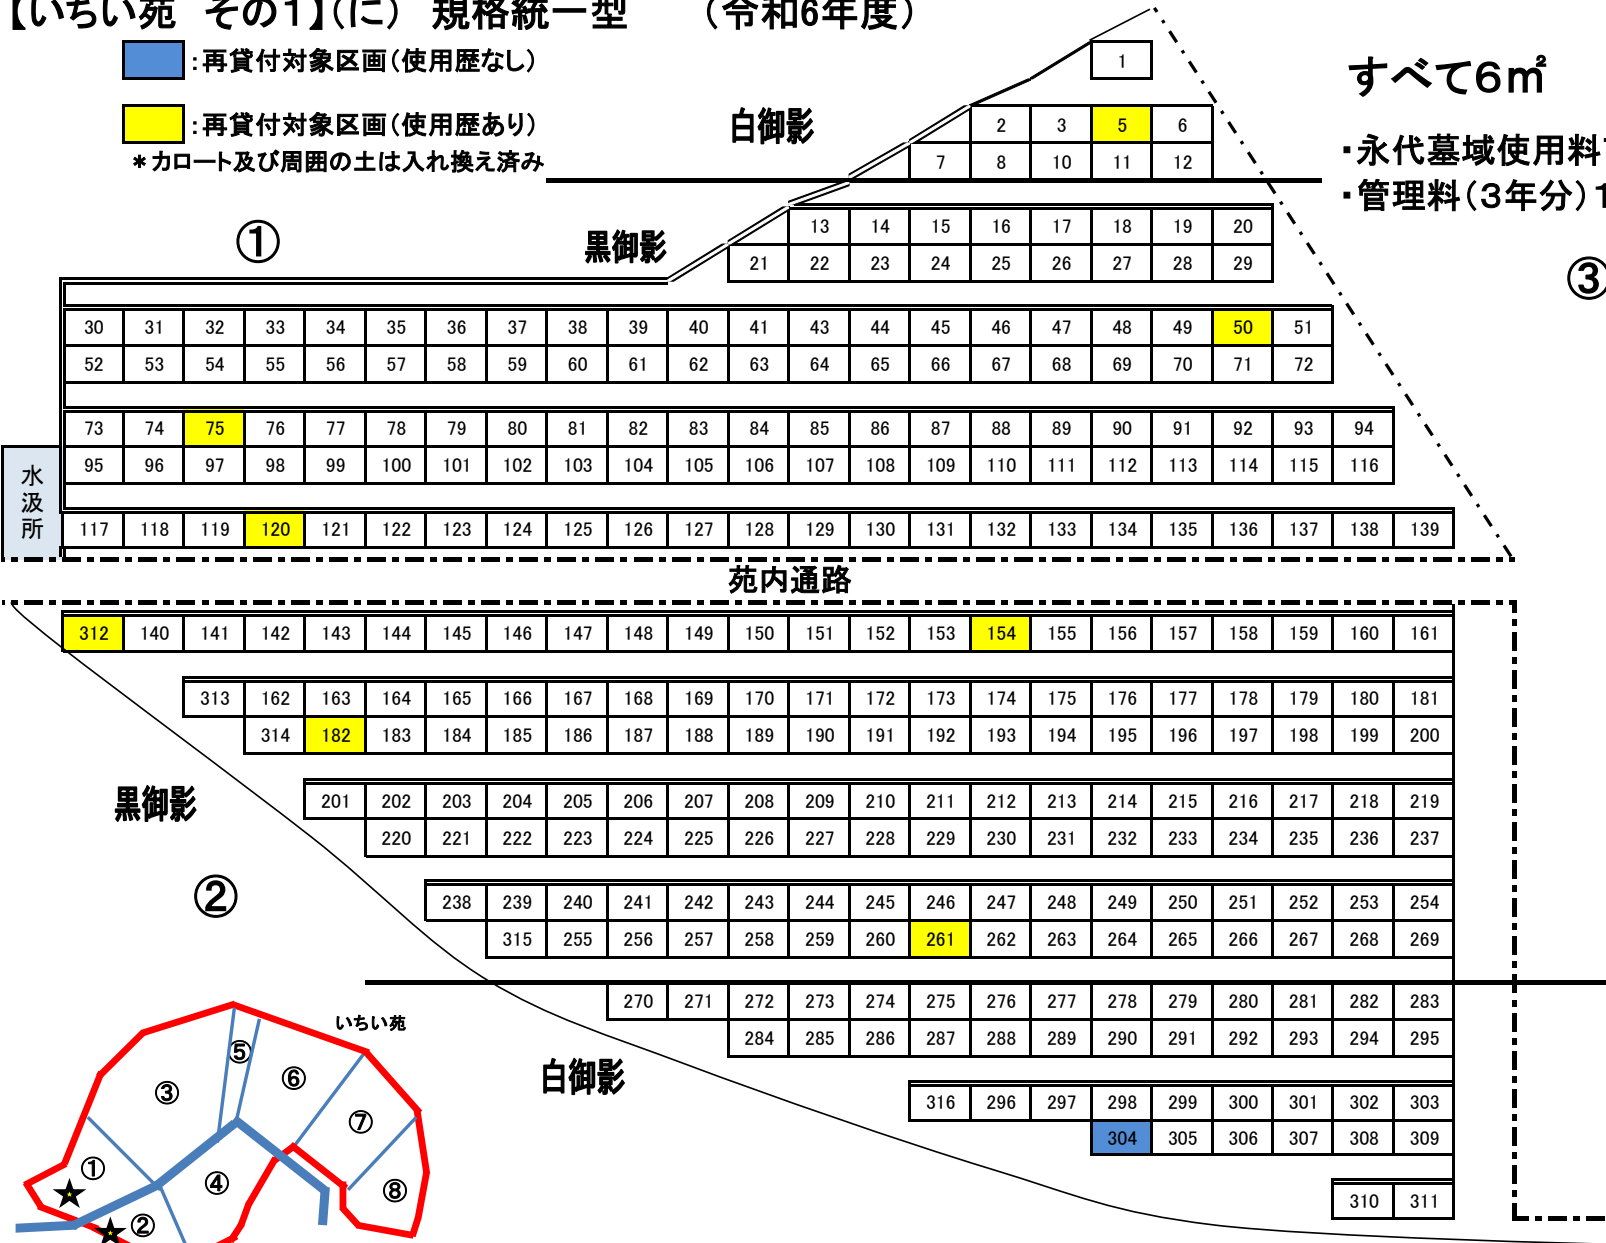 【いちい苑　その１】（に）　規格統一型　　（令和6年度）
：再貸付対象区画（使用歴なし）
：再貸付対象区画（使用歴あり）
＊カロート及び周囲の土は入れ換え済み
すべて６㎡
・永代墓域使用料
・管理料（３年分）１
白御影
黒御影
①
③
1
2 3 5 6
7 8 10 11 12
13 14 15 16 17 18 19 20
21 22 23 24 25 26 27 28 29
30 31 32 33 34 35 36 37 38 39 40 41 43 44 45 46 47 48 49 50 51
52 53 54 55 56 57 58 59 60 61 62 63 64 65 66 67 68 69 70 71 72
73 74 75 76 77 78 79 80 81 82 83 84 85 86 87 88 89 90 91 92 93 94
95 96 97 98 99 100 101 102 103 104 105 106 107 108 109 110 111 112 113 114 115 116
水汲所
117 118 119 120 121 122 123 124 125 126 127 128 129 130 131 132 133 134 135 136 137 138 139
苑内通路
312 140 141 142 143 144 145 146 147 148 149 150 151 152 153 154 155 156 157 158 159 160 161
313 162 163 164 165 166 167 168 169 170 171 172 173 174 175 176 177 178 179 180 181
314 182 183 184 185 186 187 188 189 190 191 192 193 194 195 196 197 198 199 200
黒御影
201 202 203 204 205 206 207 208 209 210 211 212 213 214 215 216 217 218 219
220 221 222 223 224 225 226 227 228 229 230 231 232 233 234 235 236 237
②
238 239 240 241 242 243 244 245 246 247 248 249 250 251 252 253 254
315 255 256 257 258 259 260 261 262 263 264 265 266 267 268 269
270 271 272 273 274 275 276 277 278 279 280 281 282 283
284 285 286 287 288 289 290 291 292 293 294 295
白御影
316 296 297 298 299 300 301 302 303
304 305 306 307 308 309
310 311
いちい苑
⑤
③
⑥
⑦
①
④
⑧
②